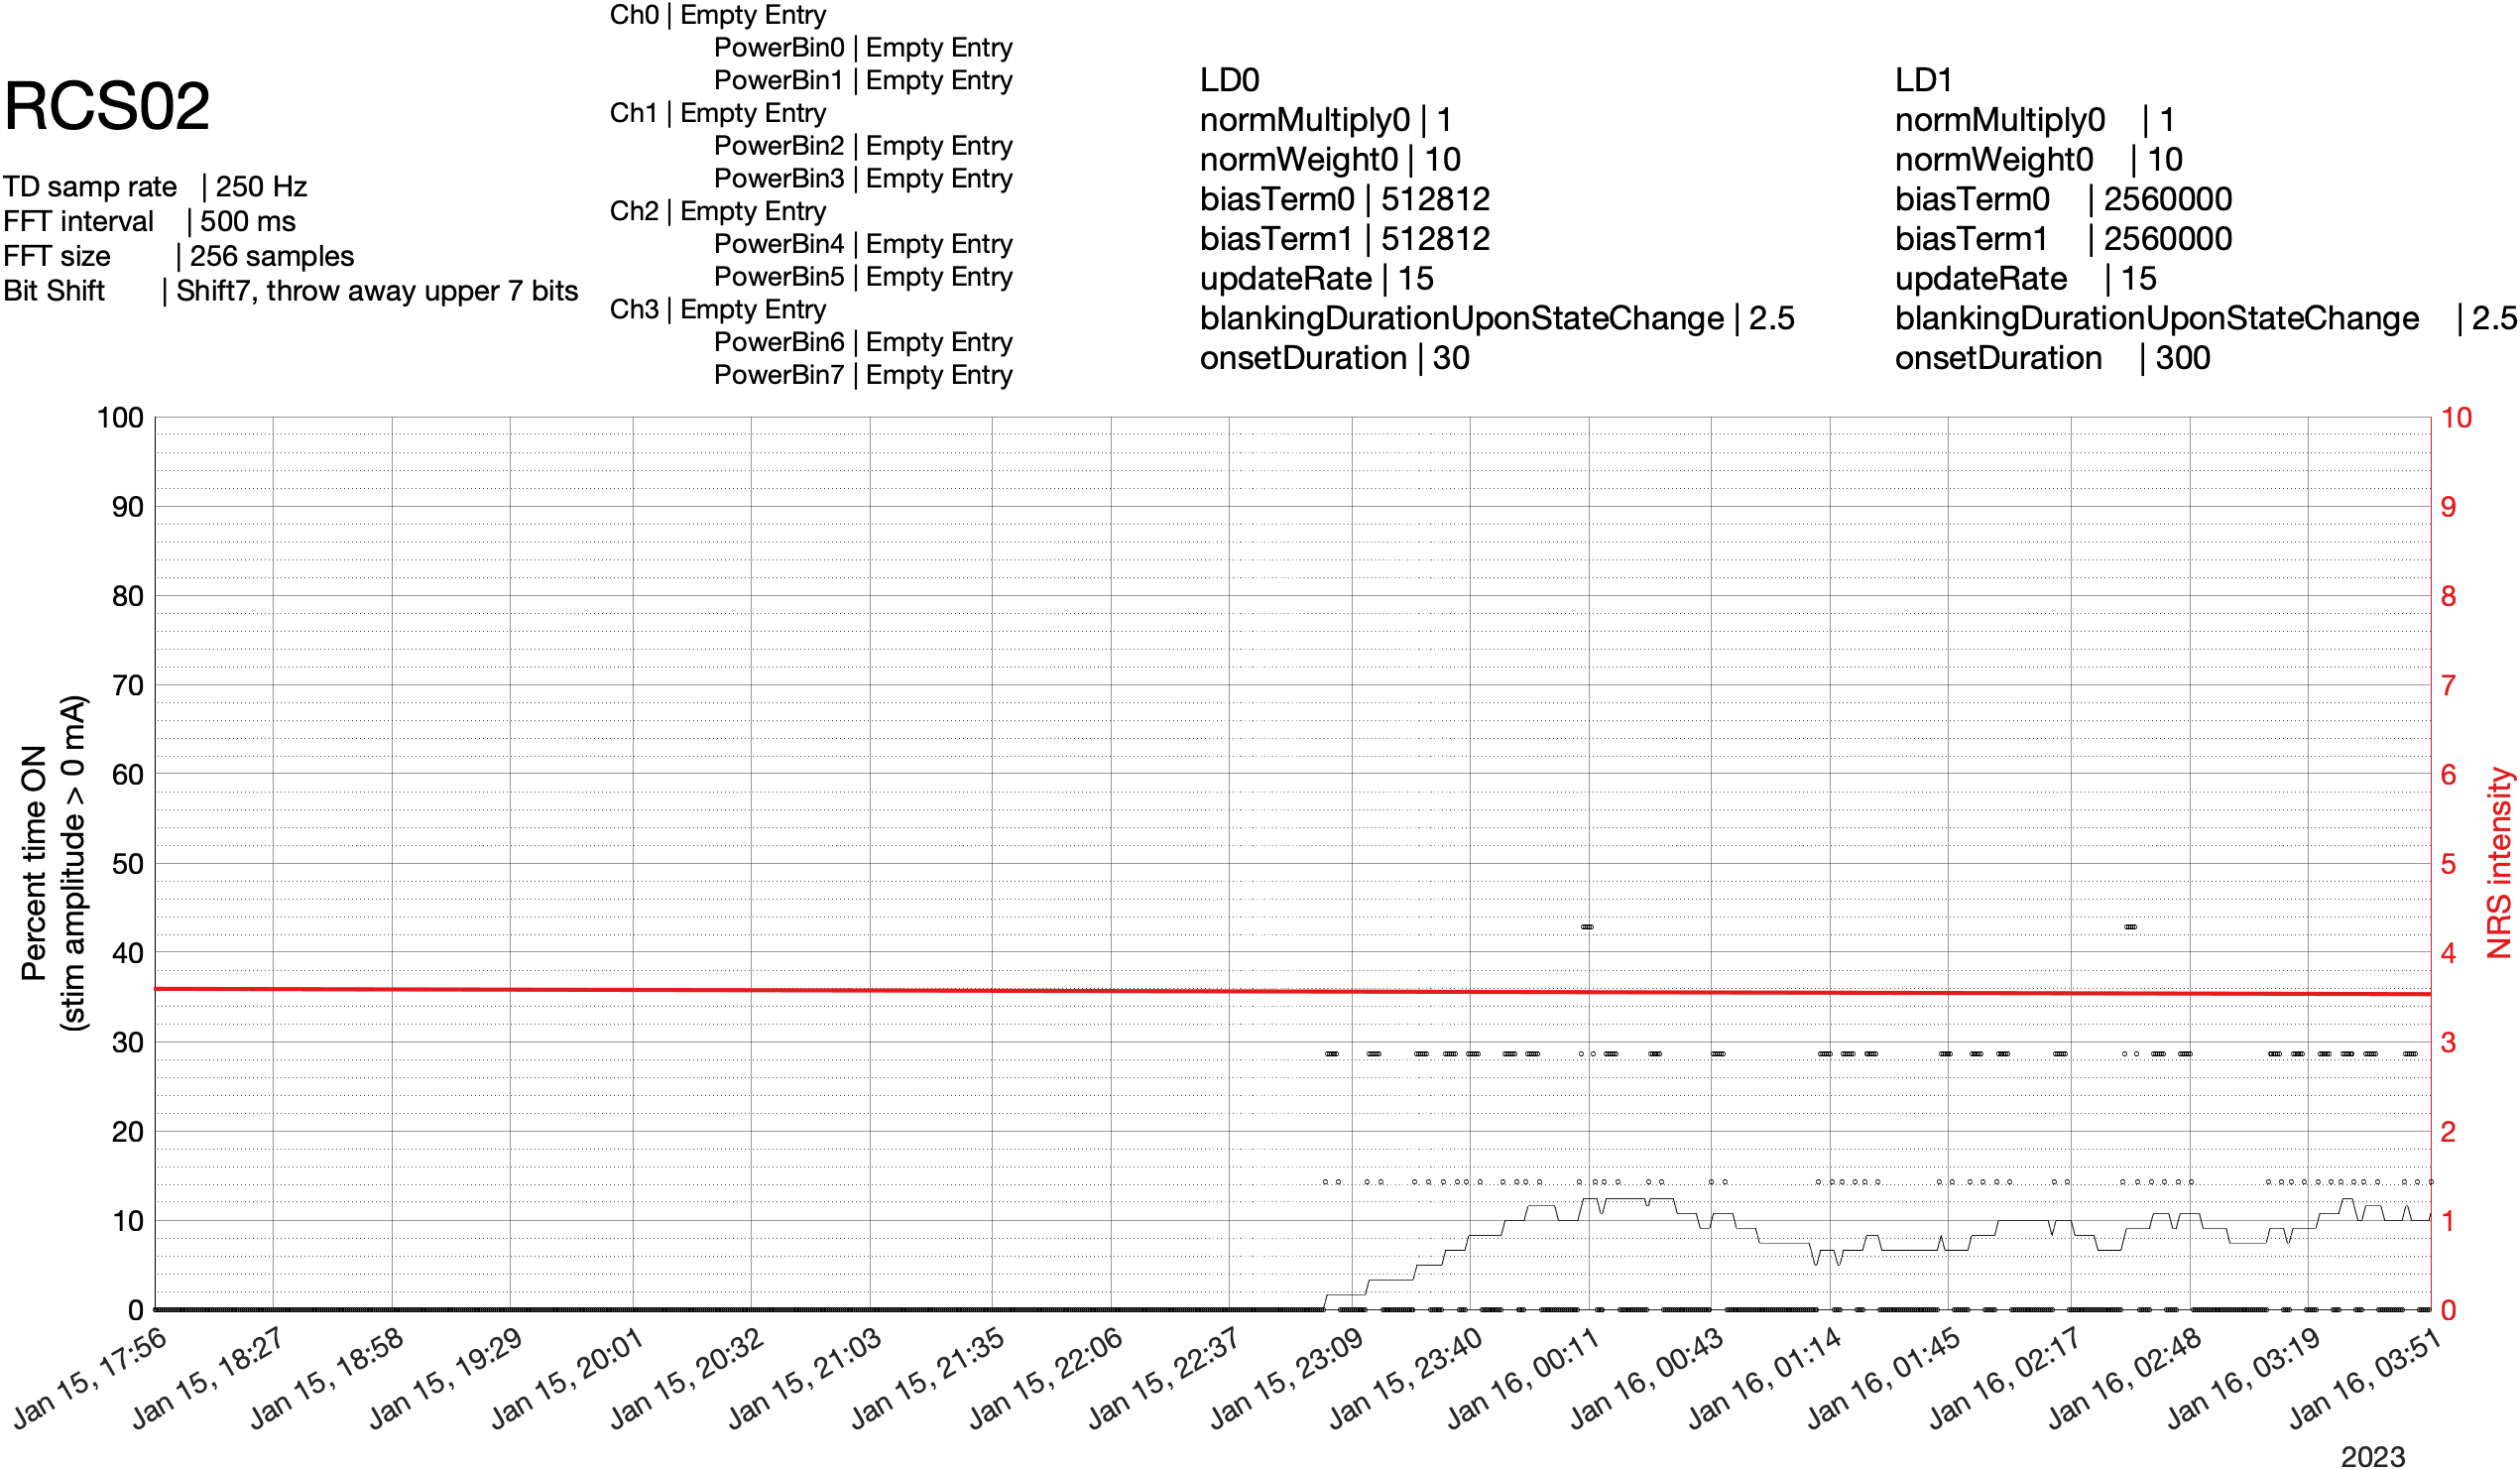 RCS02
TD samp rate | 250 Hz
FFT interval | 500 ms
FFT size | 256 samples
Bit Shift | Shift7, throw away upper 7 bits
Ch0 | Empty Entry
PowerBin0 | Empty Entry
PowerBin1 | Empty Entry
Ch1 | Empty Entry
PowerBin2 | Empty Entry
PowerBin3 | Empty Entry
Ch2 | Empty Entry
PowerBin4 | Empty Entry
PowerBin5 | Empty Entry
Ch3 | Empty Entry
PowerBin6 | Empty Entry
PowerBin7 | Empty Entry
LD0
normMultiply0 | 1
normWeight0 | 10
biasTerm0 | 512812
biasTerm1 | 512812
updateRate | 15
blankingDurationUponStateChange | 2.5
onsetDuration | 30
LD1
normMultiply0 | 1
normWeight0 | 10
biasTerm0 | 2560000
biasTerm1 | 2560000
updateRate | 15
blankingDurationUponStateChange | 2.5
onsetDuration | 300
Percent time ON
(stim amplitude > 0 mA)
100
90
80
70
60
50
40
30
20
10
0
10
9
8
7
6
5
4
3
2
1
0
NRS intensity
Jan 15, 17:56
Jan 15, 18:27
Jan 15, 18:58
Jan 15, 19:29
Jan 15, 20:01
Jan 15, 20:32
Jan 15, 21:03
Jan 15, 21:35
Jan 15, 22:06
Jan 15, 22:37
Jan 15, 23:09
Jan 15, 23:40
Jan 16, 00:11
Jan 16, 00:43
Jan 16, 01:14
Jan 16, 01:45
Jan 16, 02:17
Jan 16, 02:48
Jan 16, 03:19
Jan 16, 03:51
2023